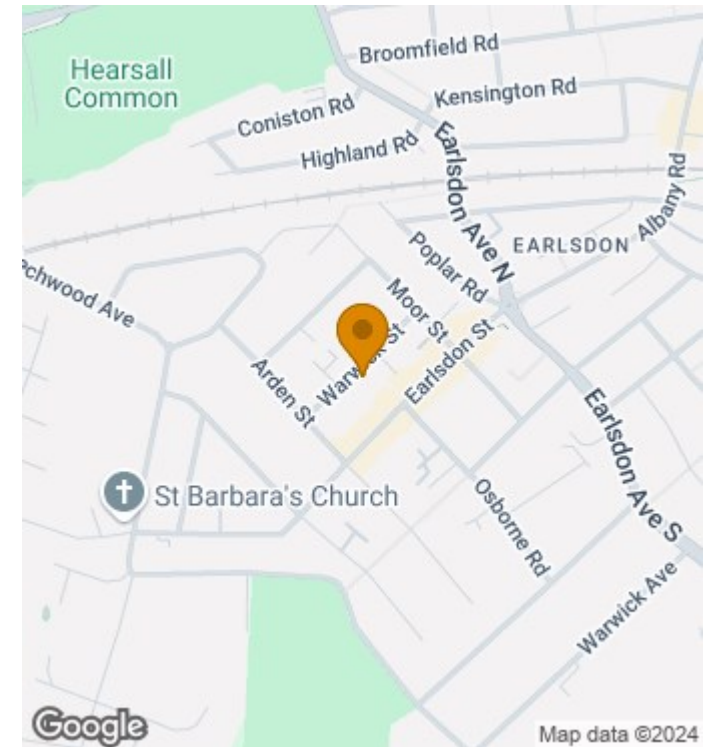 Broomfield Rd
Hearsall
Common
Kensington Rd
Coniston Rd
Highland Rd
Earlsdon Ave N
Albany Rd
EARLSDON
Poplar Rd
chwood Ave
Moor St
Warwick St
Earlsdon St
Arden St
Earlsdon Ave S
St Barbara's Church
Osborne Rd
Warwick Ave
Google
Map data ©2024